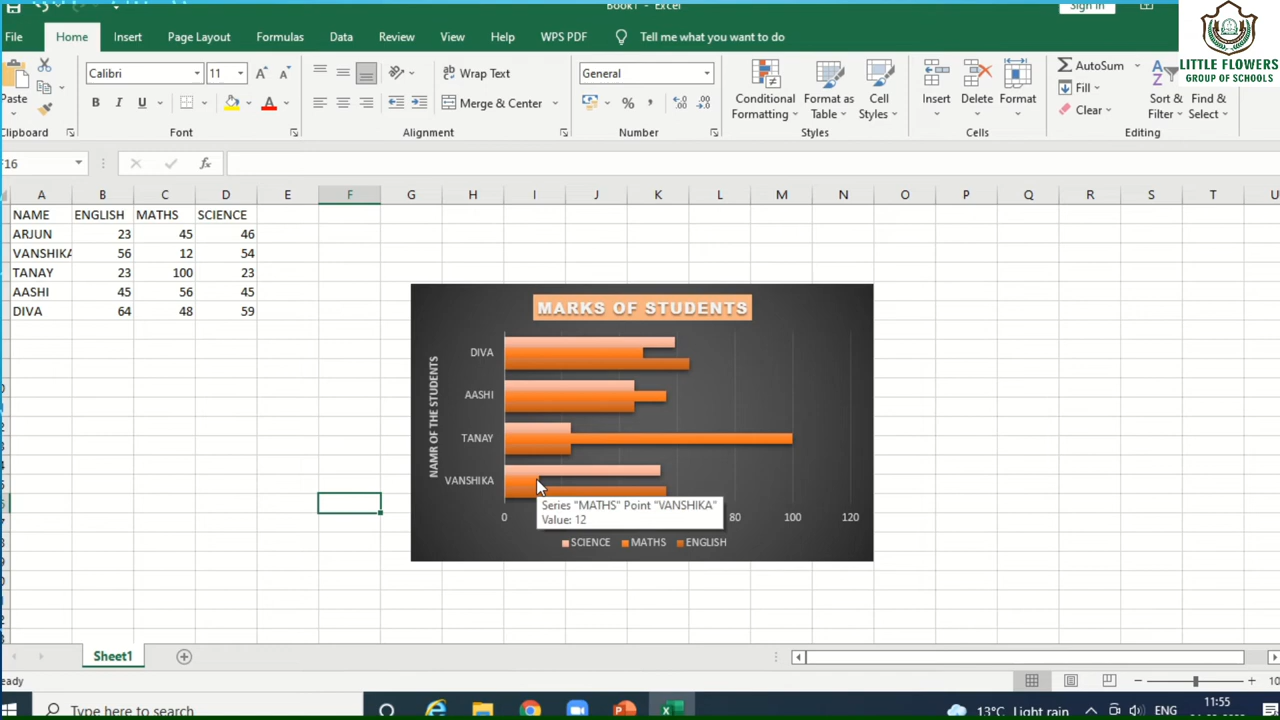 Book1 - Excel
Sign in
LITTLE FLOWERS
GROUP OF SCHOOLS
File Home Insert Page Layout Formulas Data Review View Help WPS PDF Tell me what you want to do
Calibri 11 A A Wrap Text General AutoSum
Paste B I U A Merge & Center % , Conditional Formatting Format as Table Cell Styles Insert Delete Format Fill Clear Sort & Filter Find & Select
Clipboard Font Alignment Number Styles Cells Editing
F16 fx
A B C D E F G H I J K L M N O P Q R S T U
NAME ENGLISH MATHS SCIENCE
ARJUN 23 45 46
VANSHIKA 56 12 54
TANAY 23 100 23
AASHI 45 56 45
DIVA 64 48 59
MARKS OF STUDENTS
NAMR OF THE STUDENTS
DIVA
AASHI
TANAY
VANSHIKA
Series "MATHS" Point "VANSHIKA"
Value: 12
0 80 100 120
SCIENCE MATHS ENGLISH
Sheet1
Type here to search
13°C Light rain ENG 11:55